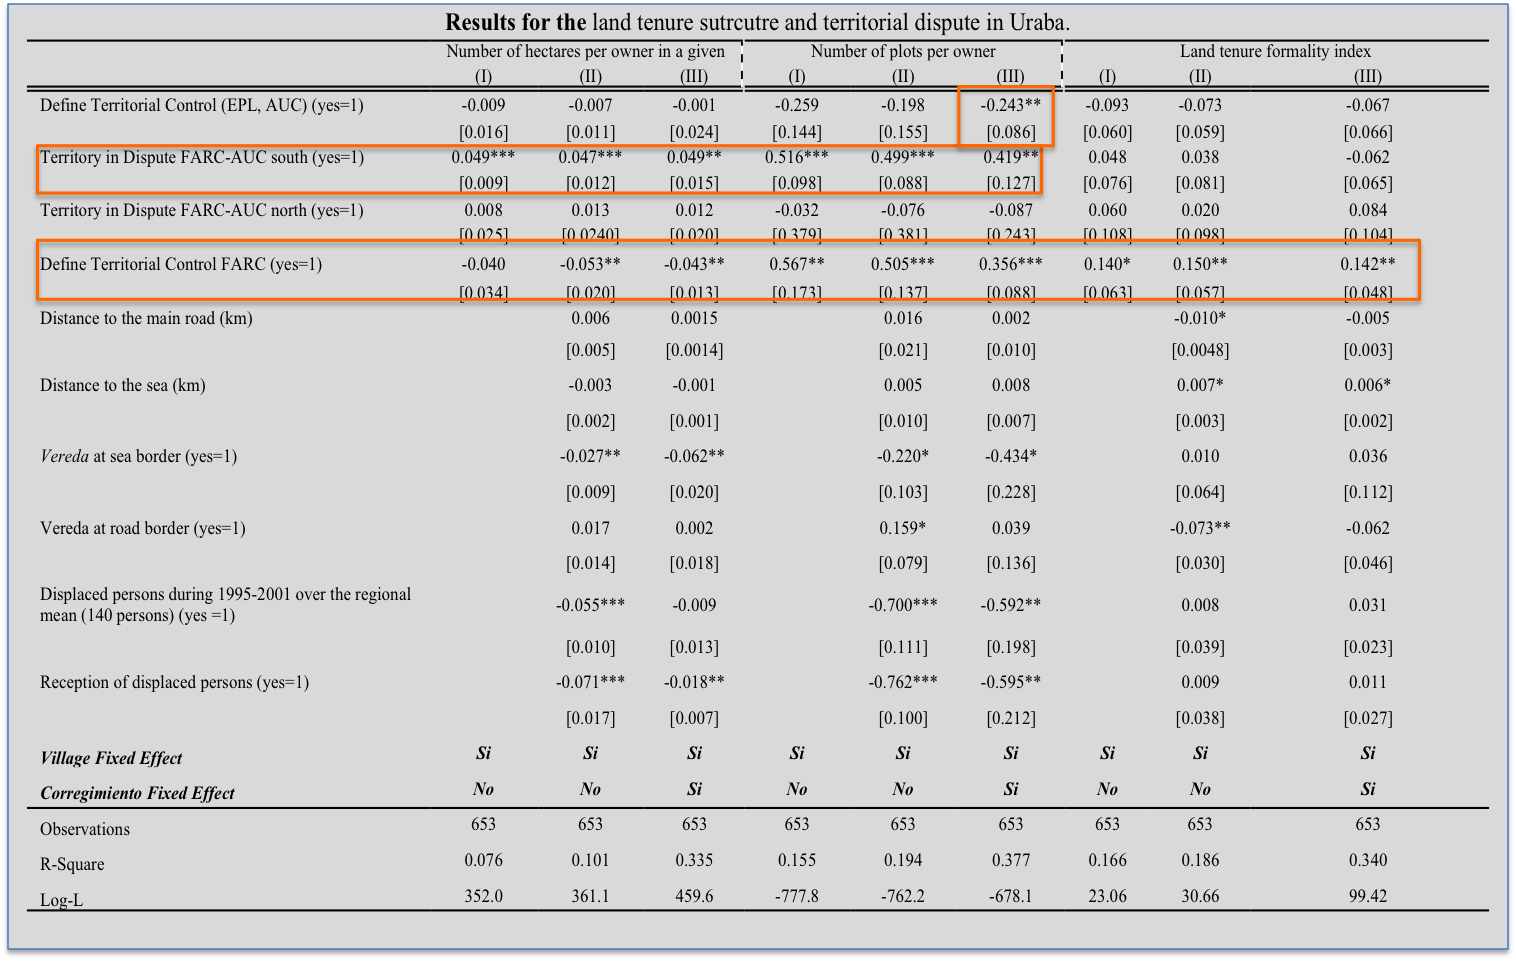 Results for the land tenure sutrcutre and territorial dispute in Uraba.
Number of hectares per owner in a given Number of plots per owner Land tenure formality index
(I) (II) (III) (I) (II) (III) (I) (II) (III)
Define Territorial Control (EPL, AUC) (yes=1) -0.009 -0.007 -0.001 -0.259 -0.198 -0.243** -0.093 -0.073 -0.067
[0.016] [0.011] [0.024] [0.144] [0.155] [0.086] [0.060] [0.059] [0.066]
Territory in Dispute FARC-AUC south (yes=1) 0.049*** 0.047*** 0.049** 0.516*** 0.499*** 0.419** 0.048 0.038 -0.062
[0.009] [0.012] [0.015] [0.098] [0.088] [0.127] [0.076] [0.081] [0.065]
Territory in Dispute FARC-AUC north (yes=1) 0.008 0.013 0.012 -0.032 -0.076 -0.087 0.060 0.020 0.084
[0.025] [0.0240] [0.020] [0.379] [0.381] [0.243] [0.108] [0.098] [0.104]
Define Territorial Control FARC (yes=1) -0.040 -0.053** -0.043** 0.567** 0.505*** 0.356*** 0.140* 0.150** 0.142**
[0.034] [0.020] [0.013] [0.173] [0.137] [0.088] [0.063] [0.057] [0.048]
Distance to the main road (km) 0.006 0.0015 0.016 0.002 -0.010* -0.005
[0.005] [0.0014] [0.021] [0.010] [0.0048] [0.003]
Distance to the sea (km) -0.003 -0.001 0.005 0.008 0.007* 0.006*
[0.002] [0.001] [0.010] [0.007] [0.003] [0.002]
Vereda at sea border (yes=1) -0.027** -0.062** -0.220* -0.434* 0.010 0.036
[0.009] [0.020] [0.103] [0.228] [0.064] [0.112]
Vereda at road border (yes=1) 0.017 0.002 0.159* 0.039 -0.073** -0.062
[0.014] [0.018] [0.079] [0.136] [0.030] [0.046]
Displaced persons during 1995-2001 over the regional
mean (140 persons) (yes =1) -0.055*** -0.009 -0.700*** -0.592** 0.008 0.031
[0.010] [0.013] [0.111] [0.198] [0.039] [0.023]
Reception of displaced persons (yes=1) -0.071*** -0.018** -0.762*** -0.595** 0.009 0.011
[0.017] [0.007] [0.100] [0.212] [0.038] [0.027]
Village Fixed Effect Si Si Si Si Si Si Si Si Si
Corregimiento Fixed Effect No No Si No No Si No No Si
Observations 653 653 653 653 653 653 653 653 653
R-Square 0.076 0.101 0.335 0.155 0.194 0.377 0.166 0.186 0.340
Log-L 352.0 361.1 459.6 -777.8 -762.2 -678.1 23.06 30.66 99.42